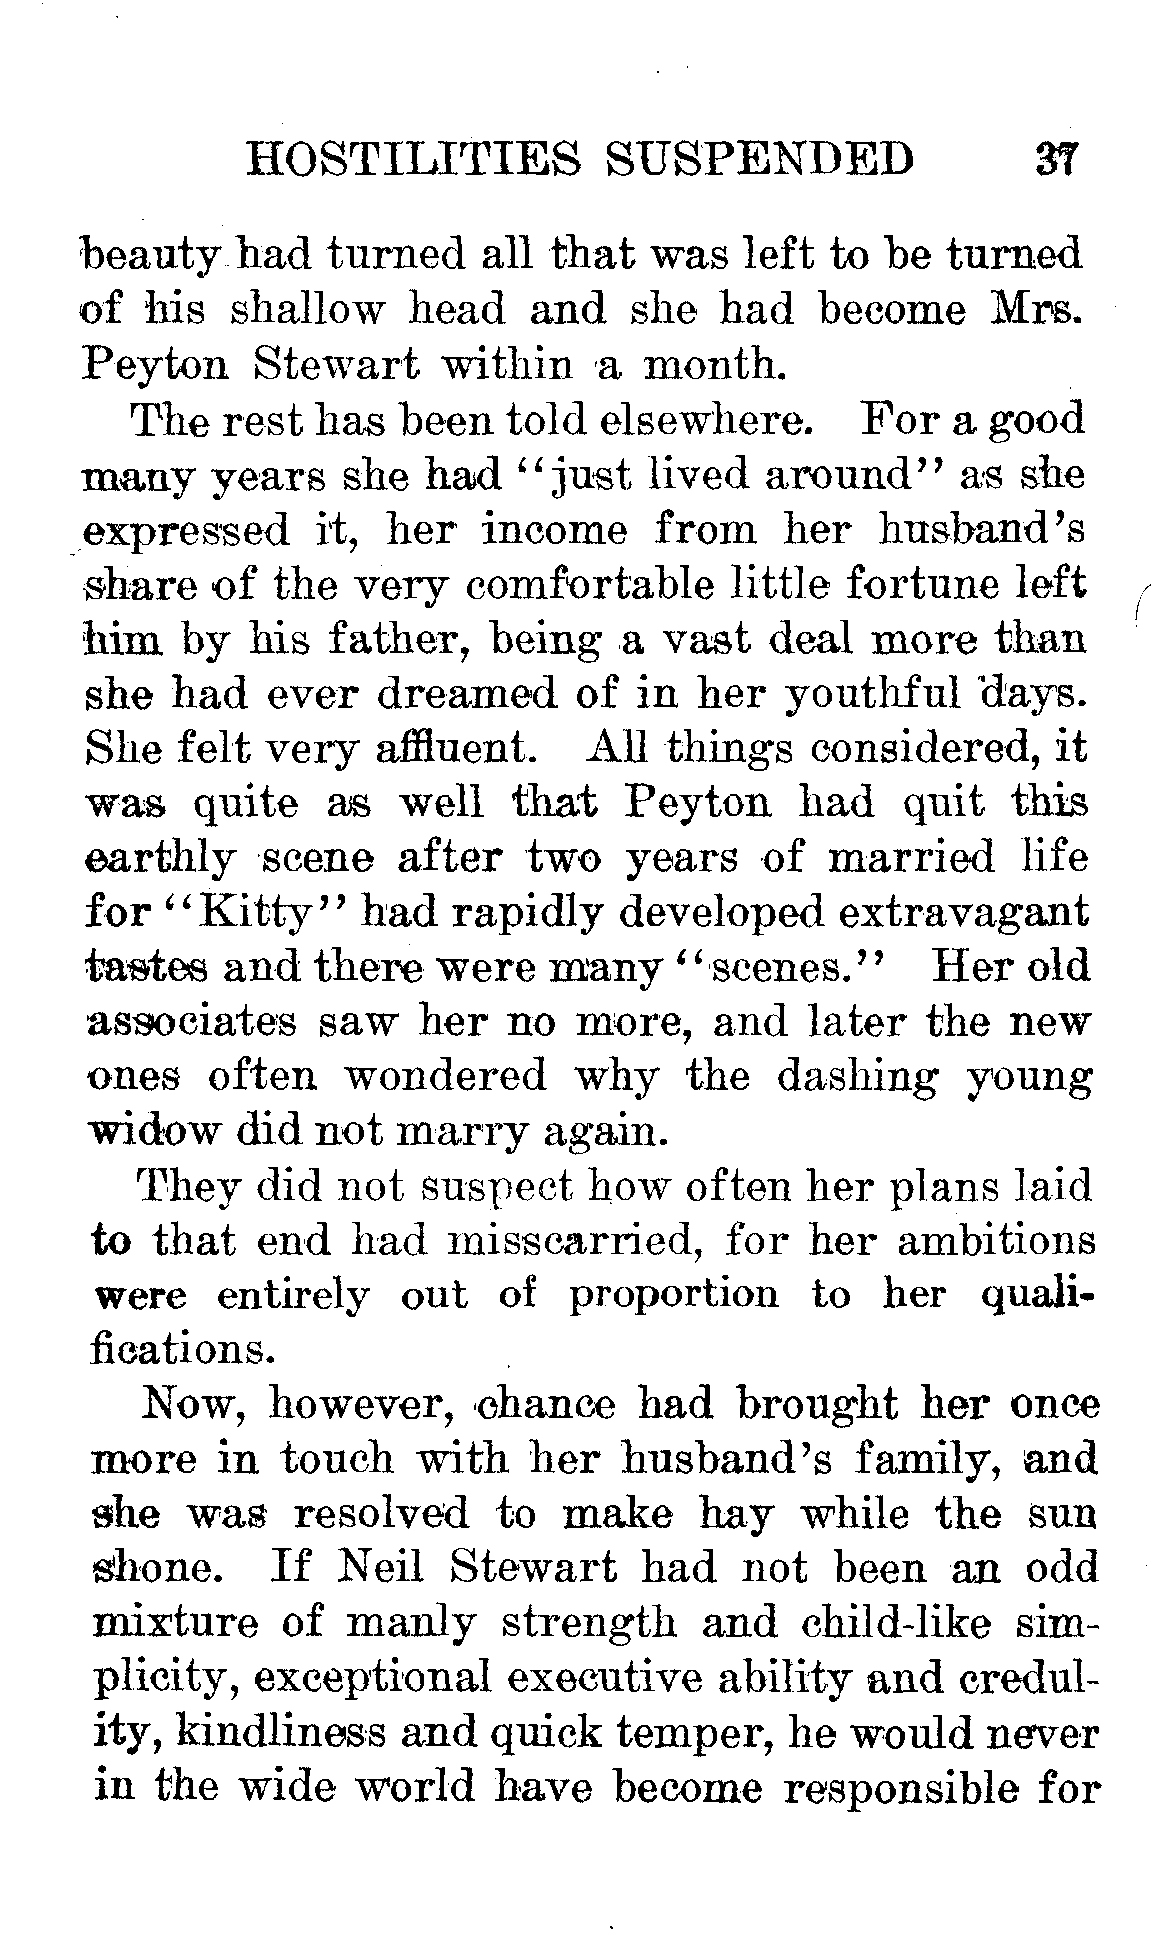 HOSTILITIES SUSPENDED 37
beauty had turned all that was left to be turned
of his shallow head and she had become Mrs.
Peyton Stewart within a month.
The rest has been told elsewhere. For a good
many years she had "just lived around" as she
expressed it, her income from her husband's
share of the very comfortable little fortune left
him by his father, being a vast deal more than
she had ever dreamed of in her youthful days.
She felt very affluent. All things considered, it
was quite as well that Peyton had quit this
earthly scene after two years of married life
for "Kitty" had rapidly developed extravagant
tastes and there were many "scenes." Her old
associates saw her no more, and later the new
ones often wondered why the dashing young
widow did not marry again.
They did not suspect how often her plans laid
to that end had misscarried, for her ambitions
were entirely out of proportion to her quali-
fications.
Now, however, chance had brought her once
more in touch with her husband's family, and
she was resolved to make hay while the sun
shone. If Neil Stewart had not been an odd
mixture of manly strength and child-like sim-
plicity, exceptional executive ability and credul-
ity, kindliness and quick temper, he would never
in the wide world have become responsible for